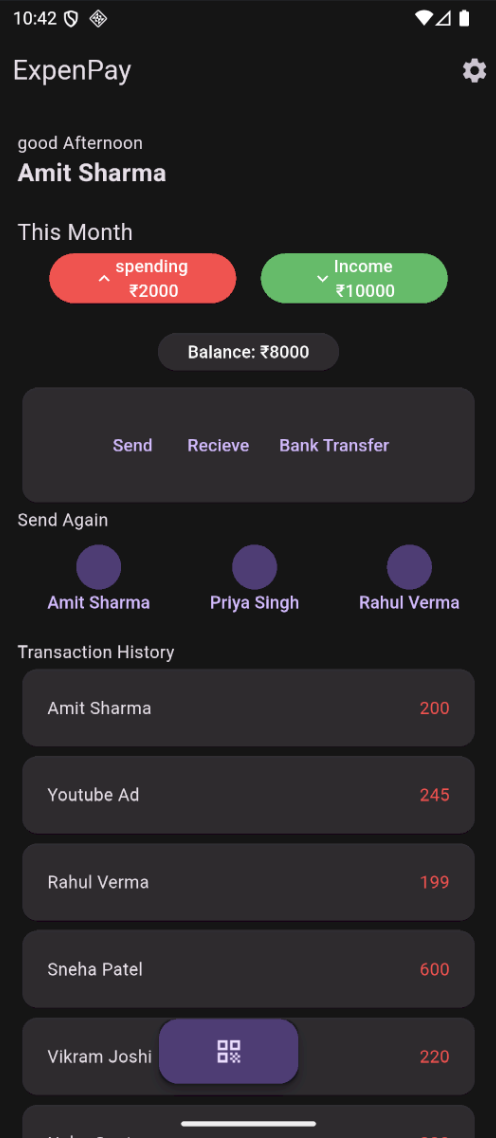 10:42
ExpenPay
good Afternoon
Amit Sharma
This Month
spending
₹2000
Income
₹10000
Balance: ₹8000
Send Recieve Bank Transfer
Send Again
Amit Sharma Priya Singh Rahul Verma
Transaction History
Amit Sharma 200
Youtube Ad 245
Rahul Verma 199
Sneha Patel 600
Vikram Joshi 220